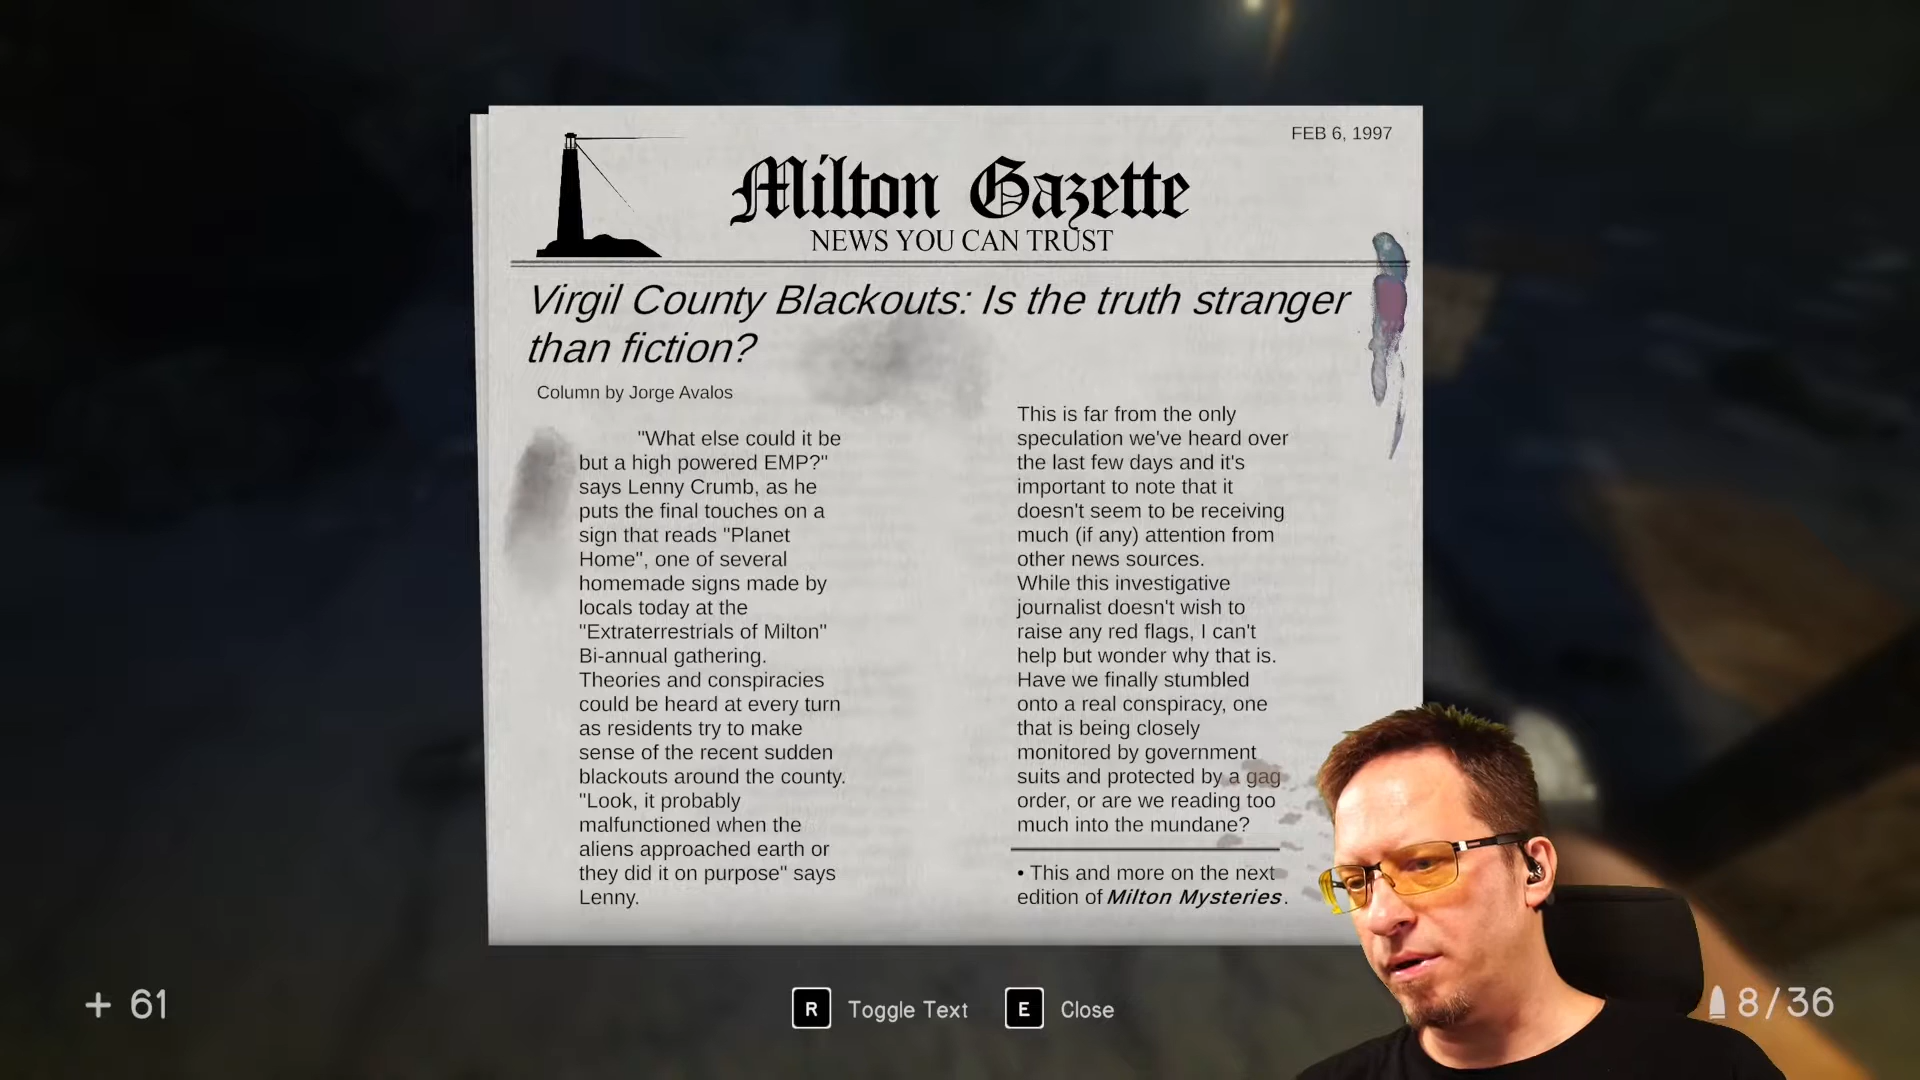 FEB 6, 1997
Milton Gazette
NEWS YOU CAN TRUST
Virgil County Blackouts: Is the truth stranger
than fiction?
Column by Jorge Avalos
"What else could it be
but a high powered EMP?"
says Lenny Crumb, as he
puts the final touches on a
sign that reads "Planet
Home", one of several
homemade signs made by
locals today at the
"Extraterrestrials of Milton"
Bi-annual gathering.
Theories and conspiracies
could be heard at every turn
as residents try to make
sense of the recent sudden
blackouts around the county.
"Look, it probably
malfunctioned when the
aliens approached earth or
they did it on purpose" says
Lenny.
This is far from the only
speculation we've heard over
the last few days and it's
important to note that it
doesn't seem to be receiving
much (if any) attention from
other news sources.
While this investigative
journalist doesn't wish to
raise any red flags, I can't
help but wonder why that is.
Have we finally stumbled
onto a real conspiracy, one
that is being closely
monitored by government
suits and protected by a gag
order, or are we reading too
much into the mundane?
• This and more on the next
edition of Milton Mysteries.
+ 61
R Toggle Text E Close
8/36